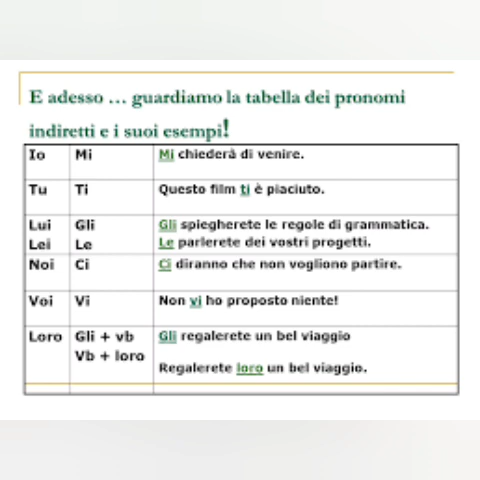 E adesso … guardiamo la tabella dei pronomi
indiretti e i suoi esempi!
Io Mi Mi chiederà di venire.
Tu Ti Questo film ti è piaciuto.
Lui Gli Gli spiegherete le regole di grammatica.
Lei Le Le parlerete dei vostri progetti.
Noi Ci Ci diranno che non vogliono partire.
Voi Vi Non vi ho proposto niente!
Loro Gli + vb Gli regalerete un bel viaggio
Vb + loro
Regalerete loro un bel viaggio.